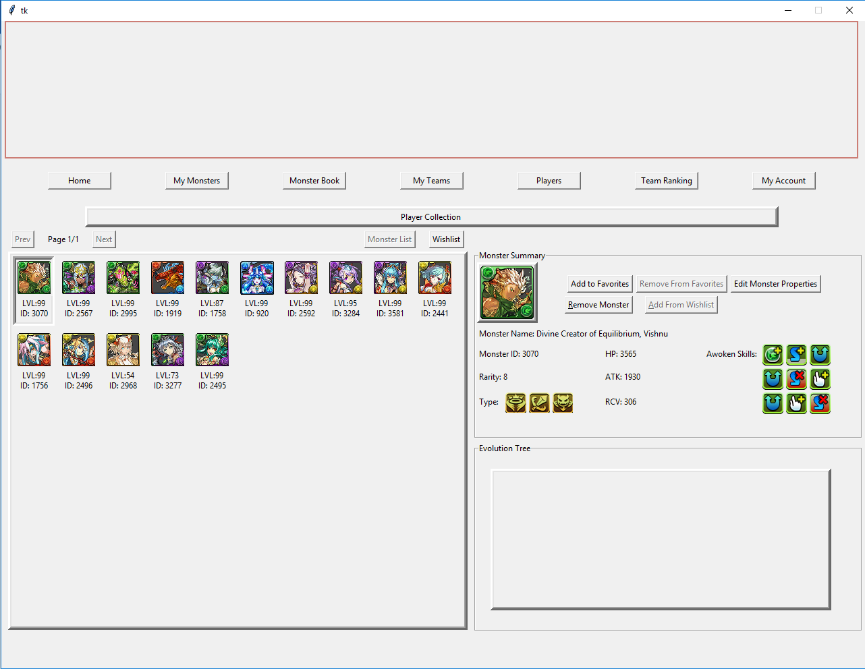 tk
Home My Monsters Monster Book My Teams Players Team Ranking My Account
Player Collection
Prev Page 1/1 Next Monster List Wishlist
LVL:99 LVL:99 LVL:99 LVL:99 LVL:87 LVL:99 LVL:99 LVL:95 LVL:99 LVL:99
ID: 3070 ID: 2567 ID: 2995 ID: 1919 ID: 1758 ID: 920 ID: 2592 ID: 3284 ID: 3581 ID: 2441
LVL:99 LVL:99 LVL:54 LVL:73 LVL:99
ID: 1756 ID: 2496 ID: 2968 ID: 3277 ID: 2495
Monster Summary
Add to Favorites Remove From Favorites Edit Monster Properties
Remove Monster Add From Wishlist
Monster Name: Divine Creator of Equilibrium, Vishnu
Monster ID: 3070 HP: 3565 Awoken Skills:
Rarity: 8 ATK: 1930
Type: RCV: 306
Evolution Tree